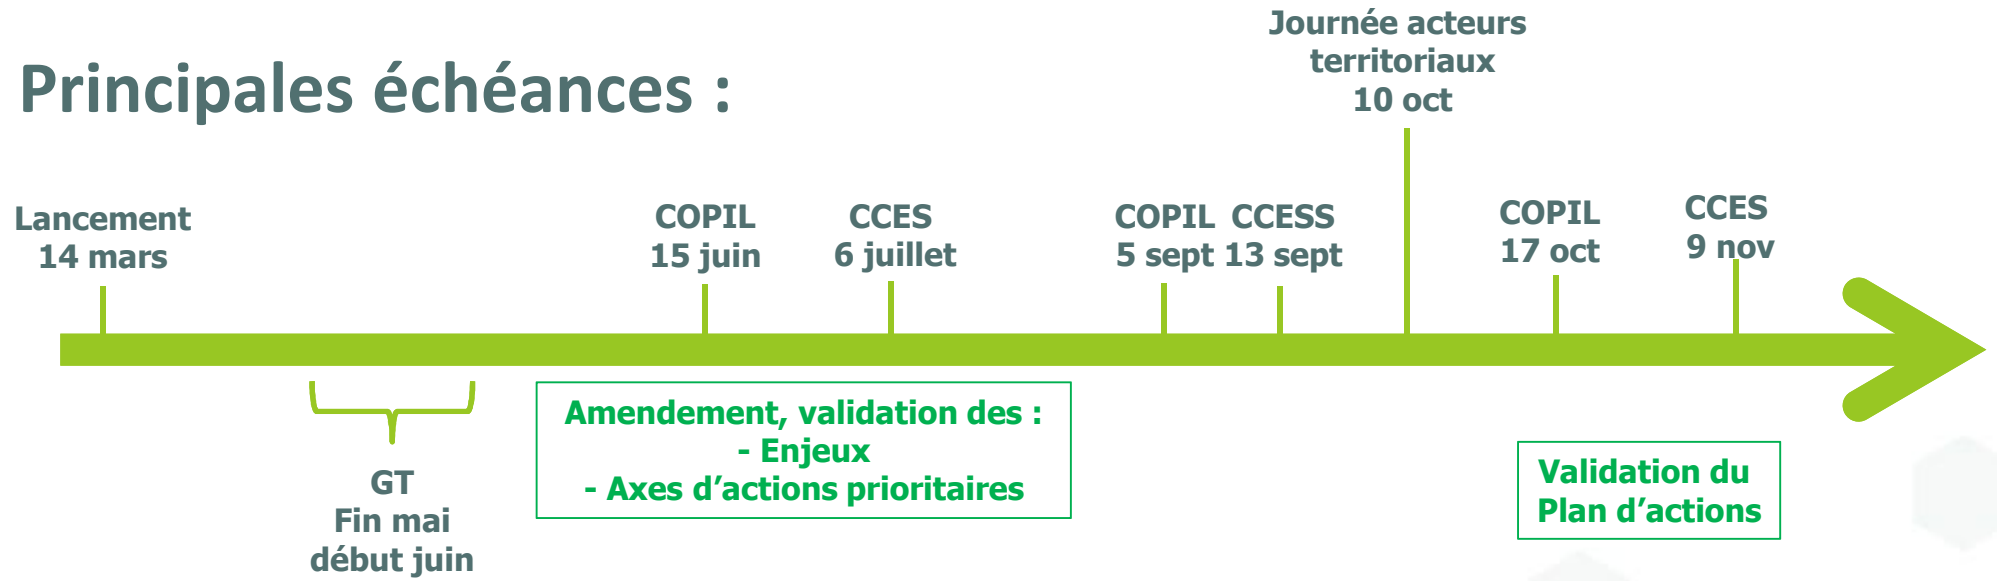 Principales échéances :
Journée acteurs
territoriaux
10 oct
Lancement
14 mars
COPIL
15 juin
CCES
6 juillet
COPIL
5 sept
CCESS
13 sept
COPIL
17 oct
CCES
9 nov
GT
Fin mai
début juin
Amendement, validation des :
- Enjeux
- Axes d’actions prioritaires
Validation du
Plan d’actions